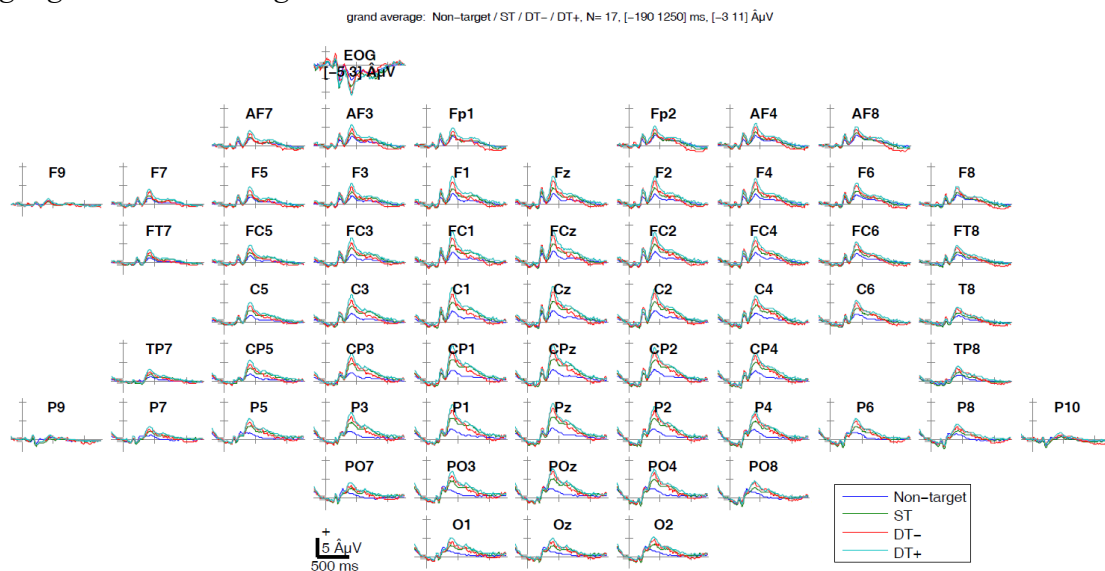 grand average: Non-target / ST / DT− / DT+, N= 17, [−190 1250] ms, [−3 11] ÂµV
EOG
[−5 3] ÂµV
AF7 AF3 Fp1 Fp2 AF4 AF8
F9 F7 F5 F3 F1 Fz F2 F4 F6 F8
FT7 FC5 FC3 FC1 FCz FC2 FC4 FC6 FT8
C5 C3 C1 Cz C2 C4 C6 T8
TP7 CP5 CP3 CP1 CPz CP2 CP4 TP8
P9 P7 P5 P3 P1 Pz P2 P4 P6 P8 P10
PO7 PO3 POz PO4 PO8
O1 Oz O2
+
5 ÂµV
500 ms
Non−target
ST
DT−
DT+